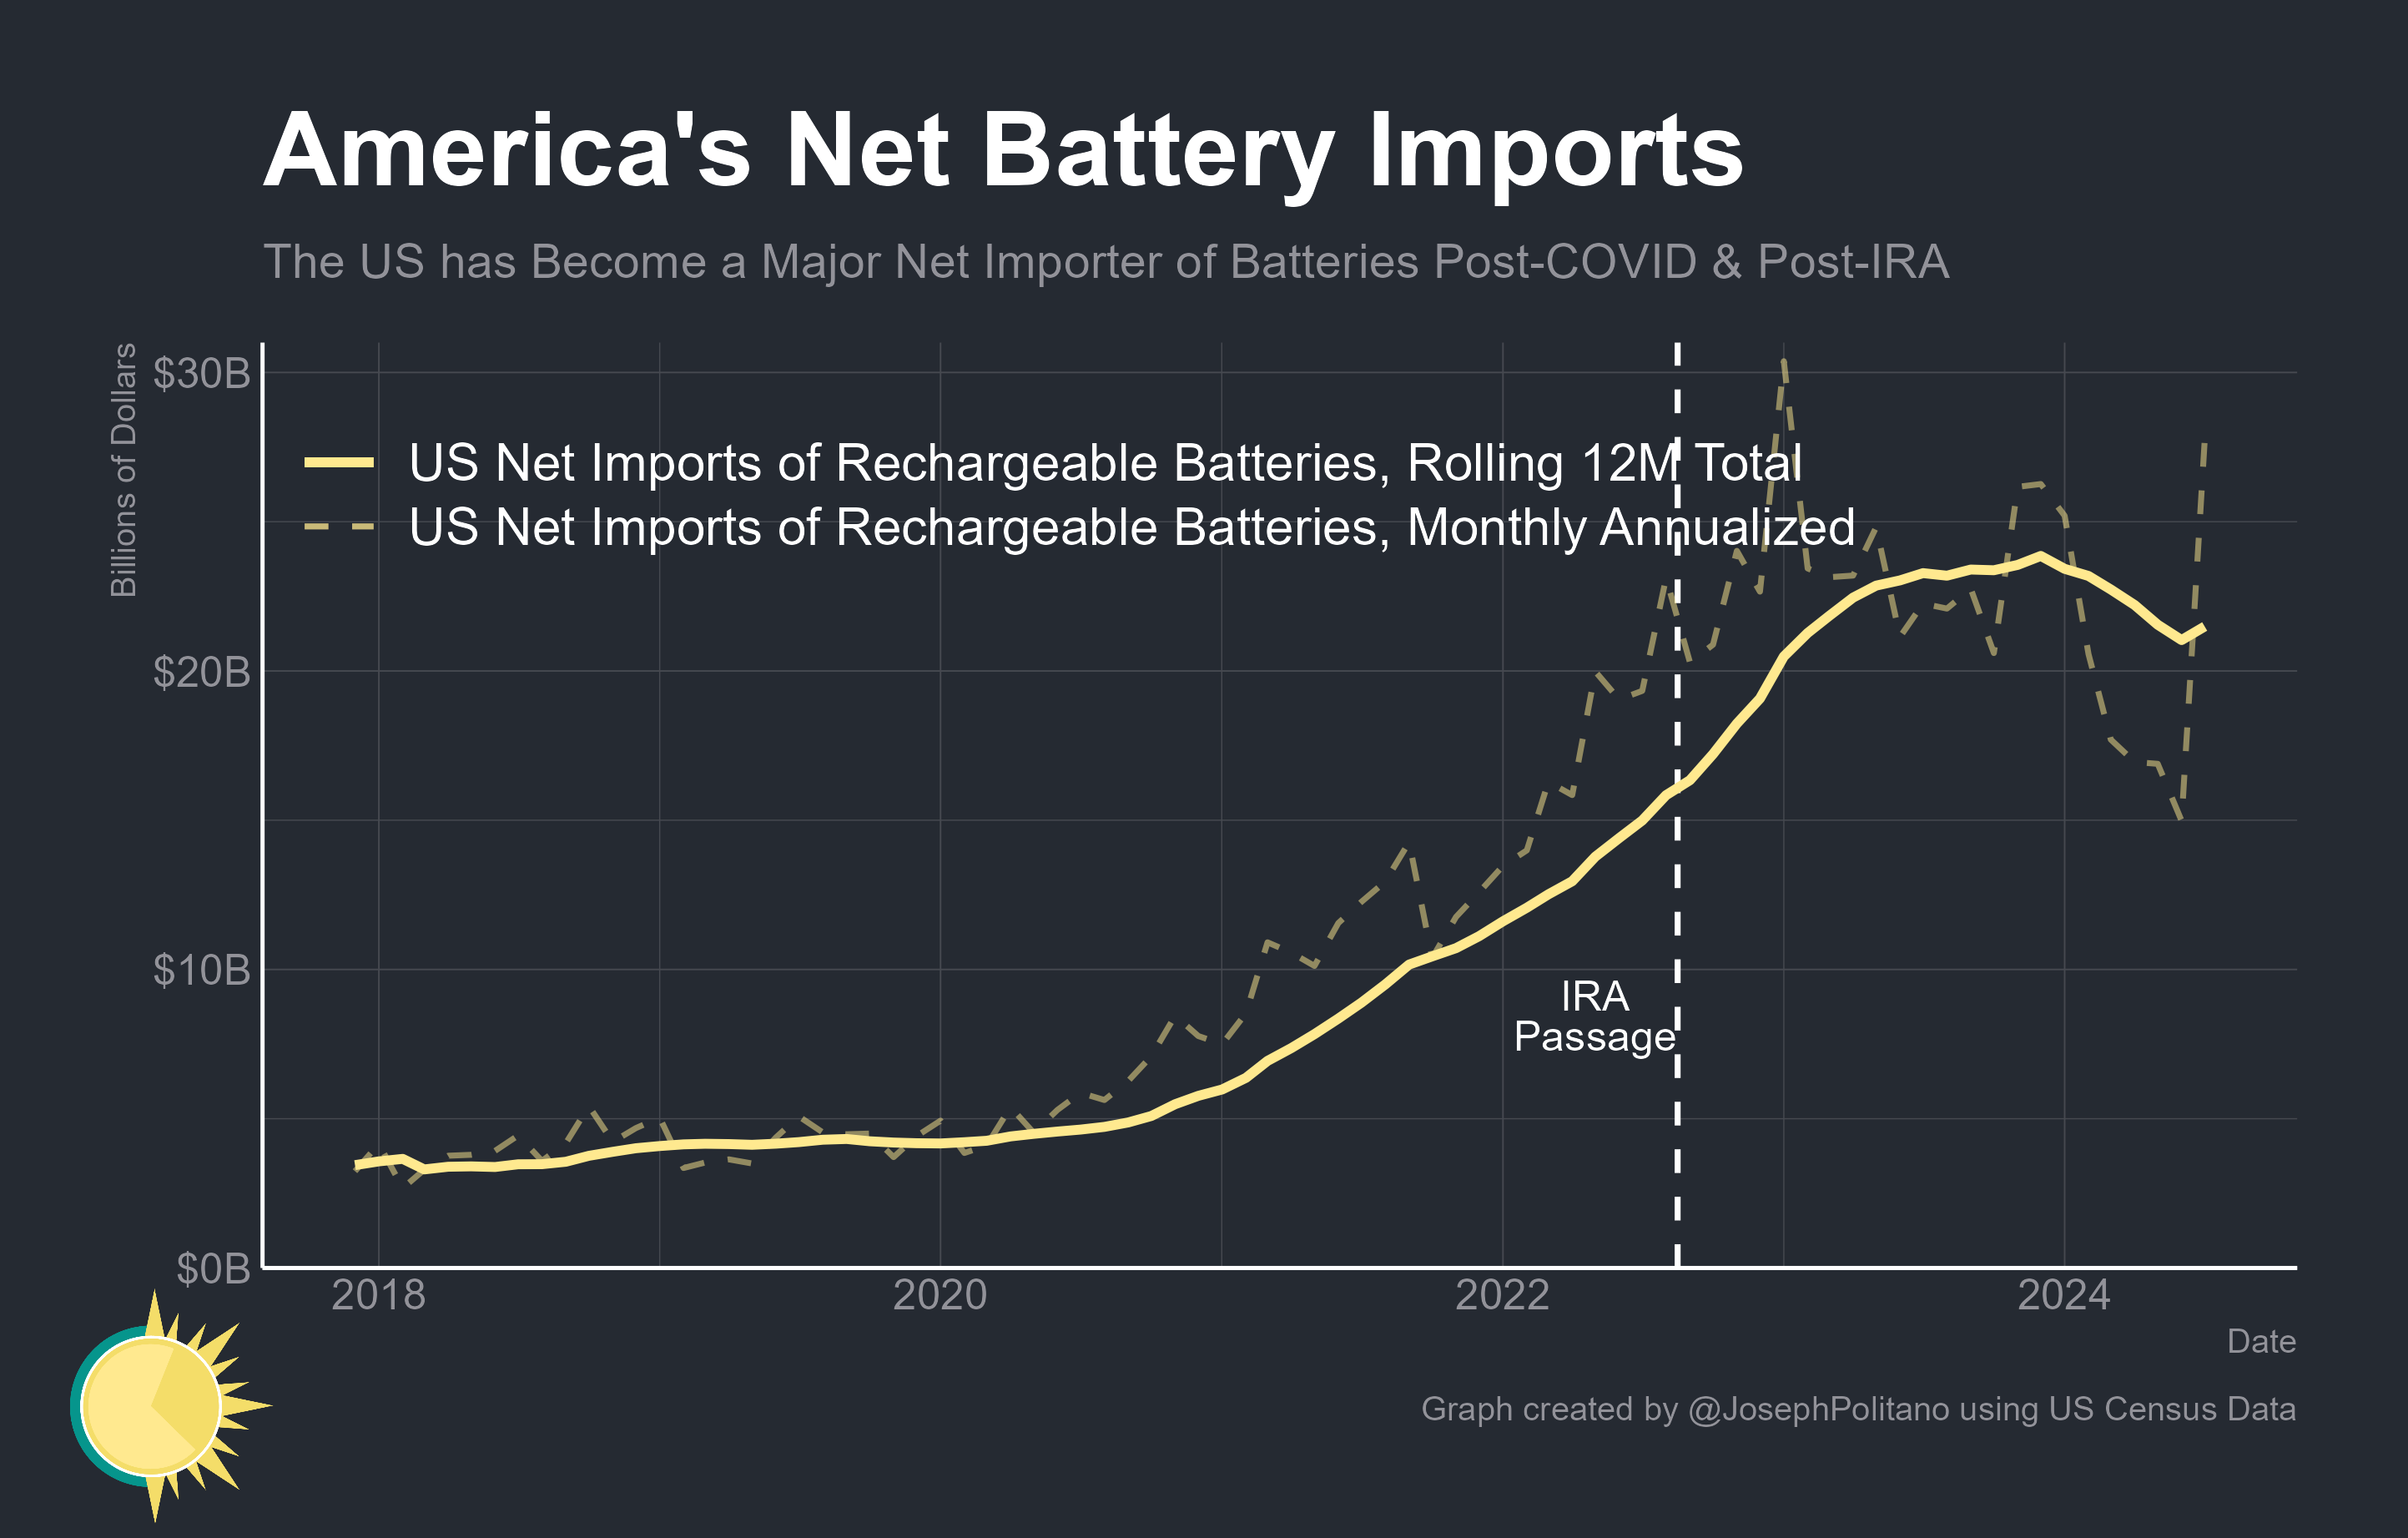 America's Net Battery Imports
The US has Become a Major Net Importer of Batteries Post-COVID & Post-IRA
Billions of Dollars
$30B
US Net Imports of Rechargeable Batteries, Rolling 12M Total
US Net Imports of Rechargeable Batteries, Monthly Annualized
$20B
$10B
IRA
Passage
$0B
2018 2020 2022 2024
Date
Graph created by @JosephPolitano using US Census Data